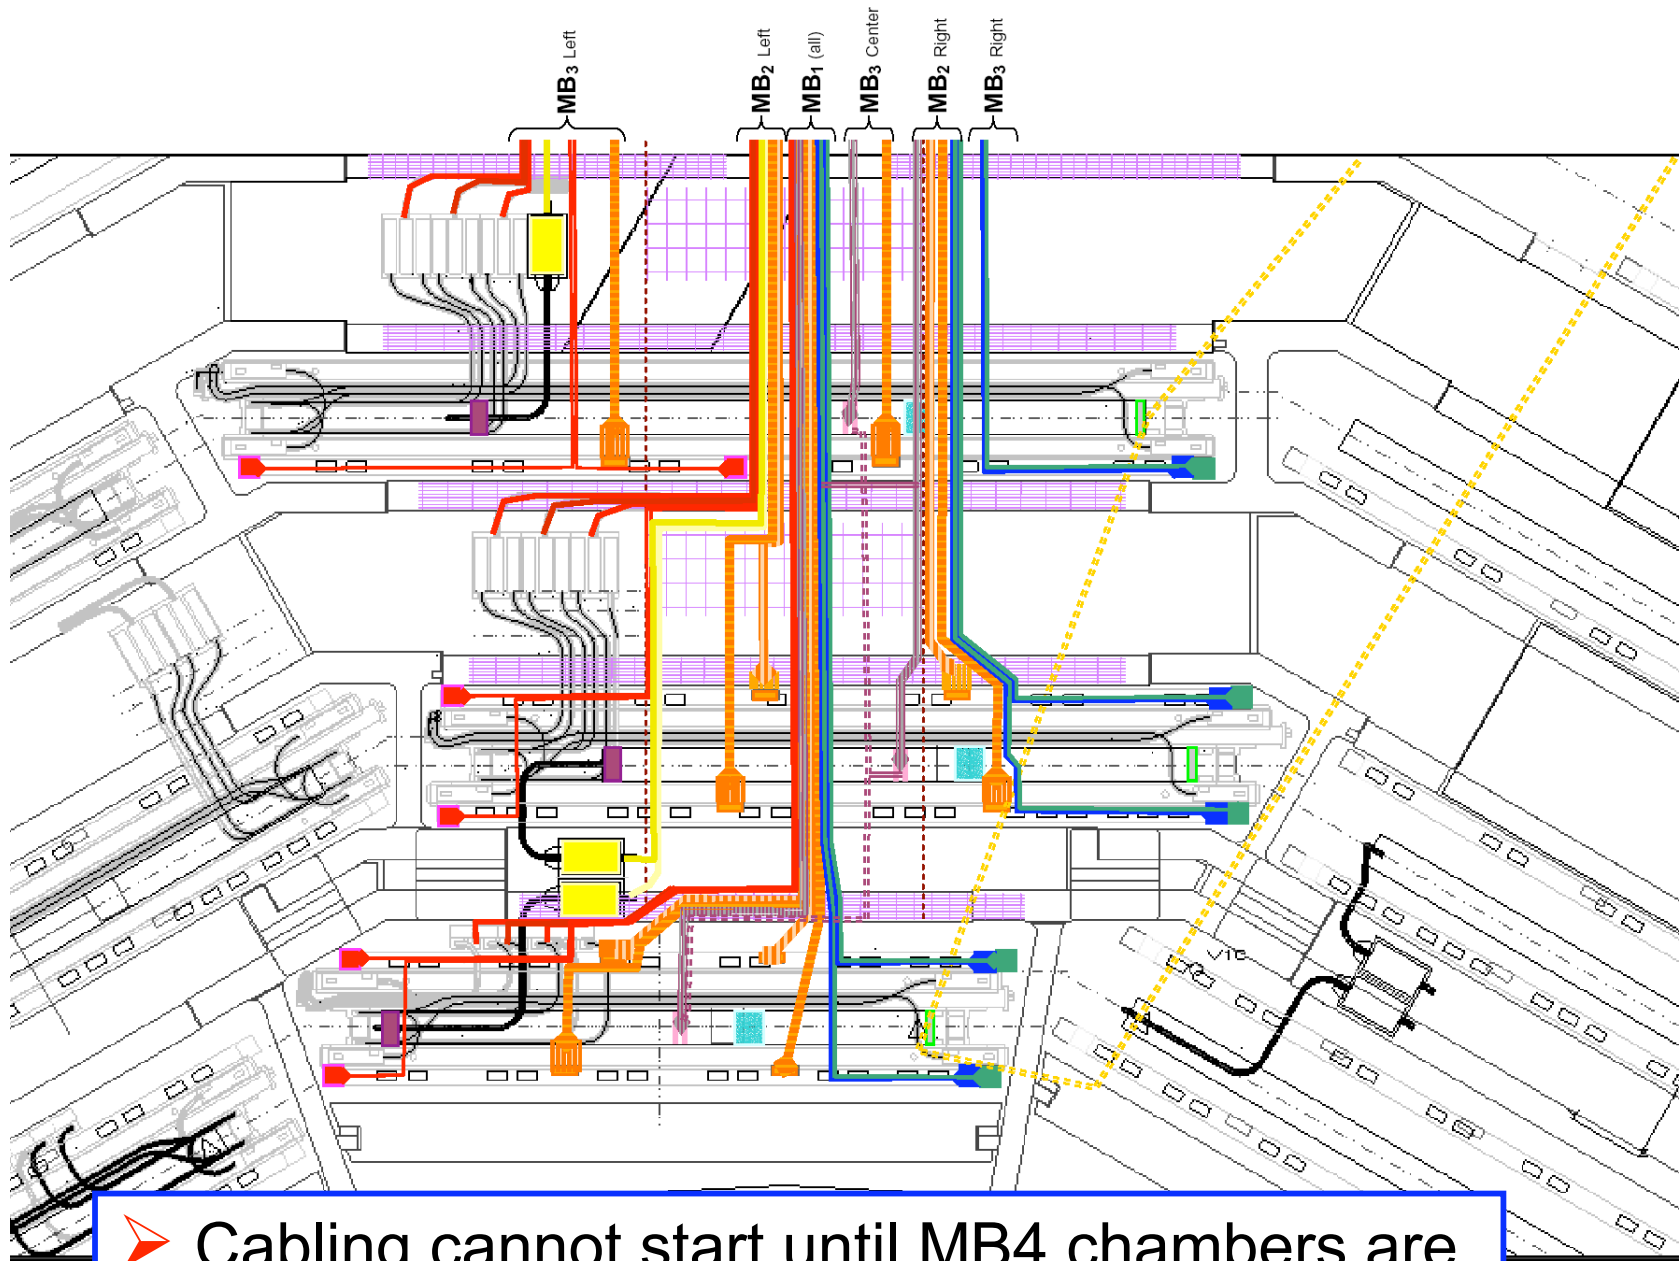 MB3 Left
MB2 Left
MB1 (all)
MB3 Center
MB2 Right
MB3 Right
➢ Cabling cannot start until MB4 chambers are